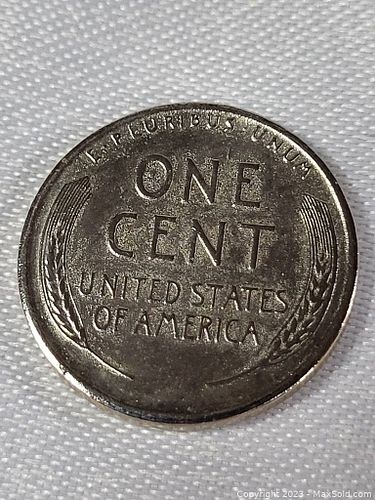 E · PLURIBUS · UNUM
ONE
CENT
UNITED STATES
OF AMERICA
Copyright 2023 - MaxSold.com